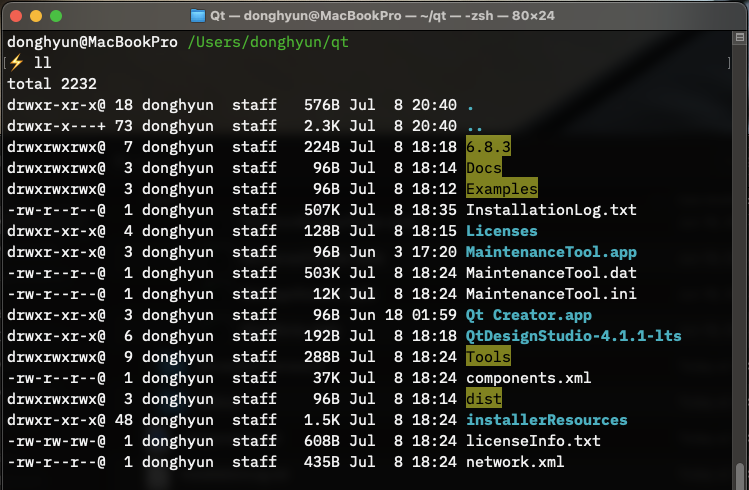 Qt — donghyun@MacBookPro — ~/qt — -zsh — 80×24
donghyun@MacBookPro /Users/donghyun/qt
[⚡ ll ]
total 2232
drwxr-xr-x@ 18 donghyun  staff   576B Jul  8 20:40 .
drwxr-x---+ 73 donghyun  staff   2.3K Jul  8 20:40 ..
drwxrwxrwx@  7 donghyun  staff   224B Jul  8 18:18 6.8.3
drwxrwxrwx@  3 donghyun  staff    96B Jul  8 18:14 Docs
drwxrwxrwx@  3 donghyun  staff    96B Jul  8 18:12 Examples
-rw-r--r--@  1 donghyun  staff   507K Jul  8 18:35 InstallationLog.txt
drwxr-xr-x@  4 donghyun  staff   128B Jul  8 18:15 Licenses
drwxr-xr-x@  3 donghyun  staff    96B Jun  3 17:20 MaintenanceTool.app
-rw-r--r--@  1 donghyun  staff   503K Jul  8 18:24 MaintenanceTool.dat
-rw-r--r--@  1 donghyun  staff    12K Jul  8 18:24 MaintenanceTool.ini
drwxr-xr-x@  3 donghyun  staff    96B Jun 18 01:59 Qt Creator.app
drwxr-xr-x@  6 donghyun  staff   192B Jul  8 18:18 QtDesignStudio-4.1.1-lts
drwxrwxrwx@  9 donghyun  staff   288B Jul  8 18:24 Tools
-rw-r--r--@  1 donghyun  staff    37K Jul  8 18:24 components.xml
drwxrwxrwx@  3 donghyun  staff    96B Jul  8 18:14 dist
drwxr-xr-x@ 48 donghyun  staff   1.5K Jul  8 18:24 installerResources
-rw-rw-rw-@  1 donghyun  staff   608B Jul  8 18:24 licenseInfo.txt
-rw-r--r--@  1 donghyun  staff   435B Jul  8 18:24 network.xml